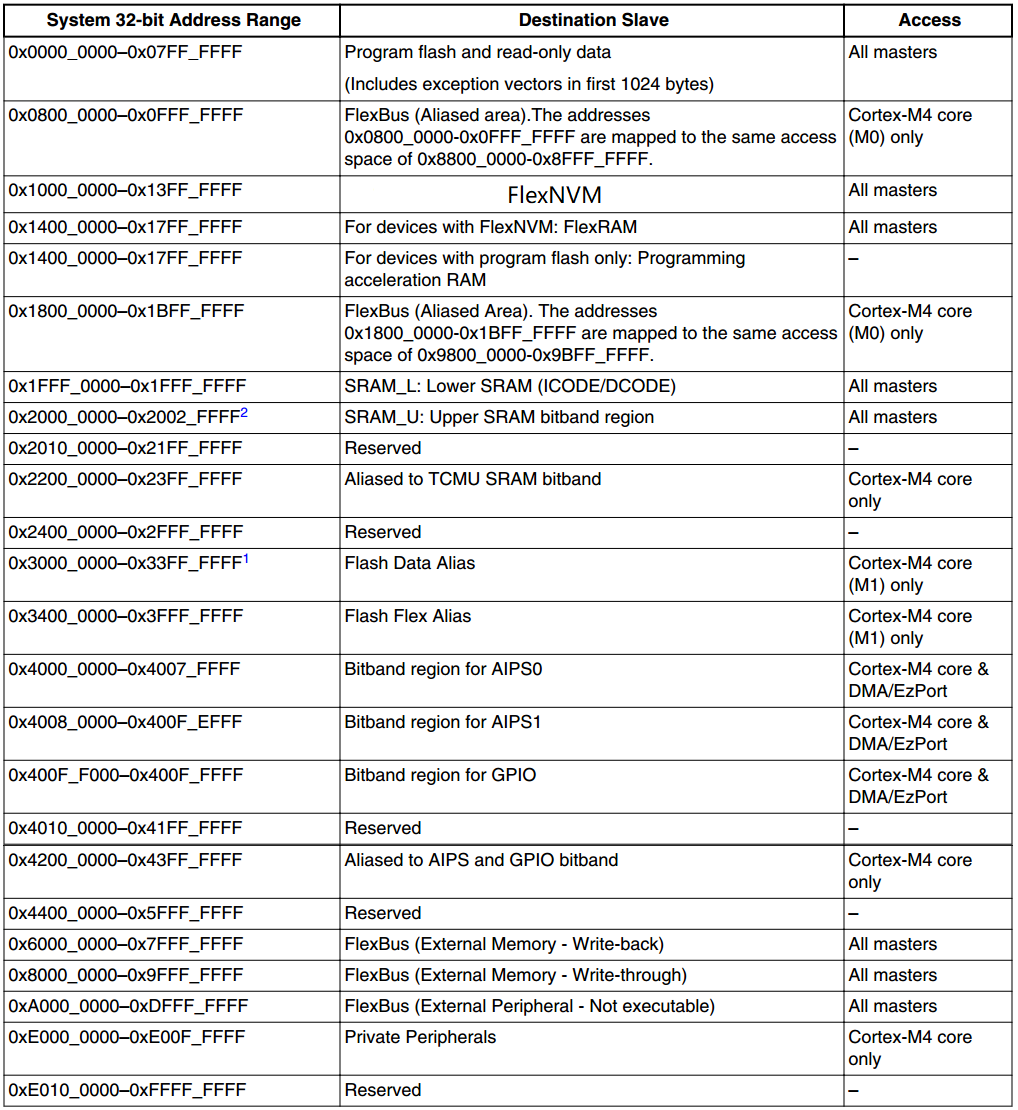 System 32-bit Address Range Destination Slave Access
0x0000_0000–0x07FF_FFFF Program flash and read-only data All masters
(Includes exception vectors in first 1024 bytes)
0x0800_0000–0x0FFF_FFFF FlexBus (Aliased area).The addresses Cortex-M4 core
0x0800_0000-0x0FFF_FFFF are mapped to the same access (M0) only
space of 0x8800_0000-0x8FFF_FFFF.
0x1000_0000–0x13FF_FFFF FlexNVM All masters
0x1400_0000–0x17FF_FFFF For devices with FlexNVM: FlexRAM All masters
0x1400_0000–0x17FF_FFFF For devices with program flash only: Programming –
acceleration RAM
0x1800_0000–0x1BFF_FFFF FlexBus (Aliased Area). The addresses Cortex-M4 core
0x1800_0000-0x1BFF_FFFF are mapped to the same access (M0) only
space of 0x9800_0000-0x9BFF_FFFF.
0x1FFF_0000–0x1FFF_FFFF SRAM_L: Lower SRAM (ICODE/DCODE) All masters
0x2000_0000–0x2002_FFFF2 SRAM_U: Upper SRAM bitband region All masters
0x2010_0000–0x21FF_FFFF Reserved –
0x2200_0000–0x23FF_FFFF Aliased to TCMU SRAM bitband Cortex-M4 core
only
0x2400_0000–0x2FFF_FFFF Reserved –
0x3000_0000–0x33FF_FFFF1 Flash Data Alias Cortex-M4 core
(M1) only
0x3400_0000–0x3FFF_FFFF Flash Flex Alias Cortex-M4 core
(M1) only
0x4000_0000–0x4007_FFFF Bitband region for AIPS0 Cortex-M4 core &
DMA/EzPort
0x4008_0000–0x400F_EFFF Bitband region for AIPS1 Cortex-M4 core &
DMA/EzPort
0x400F_F000–0x400F_FFFF Bitband region for GPIO Cortex-M4 core &
DMA/EzPort
0x4010_0000–0x41FF_FFFF Reserved –
0x4200_0000–0x43FF_FFFF Aliased to AIPS and GPIO bitband Cortex-M4 core
only
0x4400_0000–0x5FFF_FFFF Reserved –
0x6000_0000–0x7FFF_FFFF FlexBus (External Memory - Write-back) All masters
0x8000_0000–0x9FFF_FFFF FlexBus (External Memory - Write-through) All masters
0xA000_0000–0xDFFF_FFFF FlexBus (External Peripheral - Not executable) All masters
0xE000_0000–0xE00F_FFFF Private Peripherals Cortex-M4 core
only
0xE010_0000–0xFFFF_FFFF Reserved –